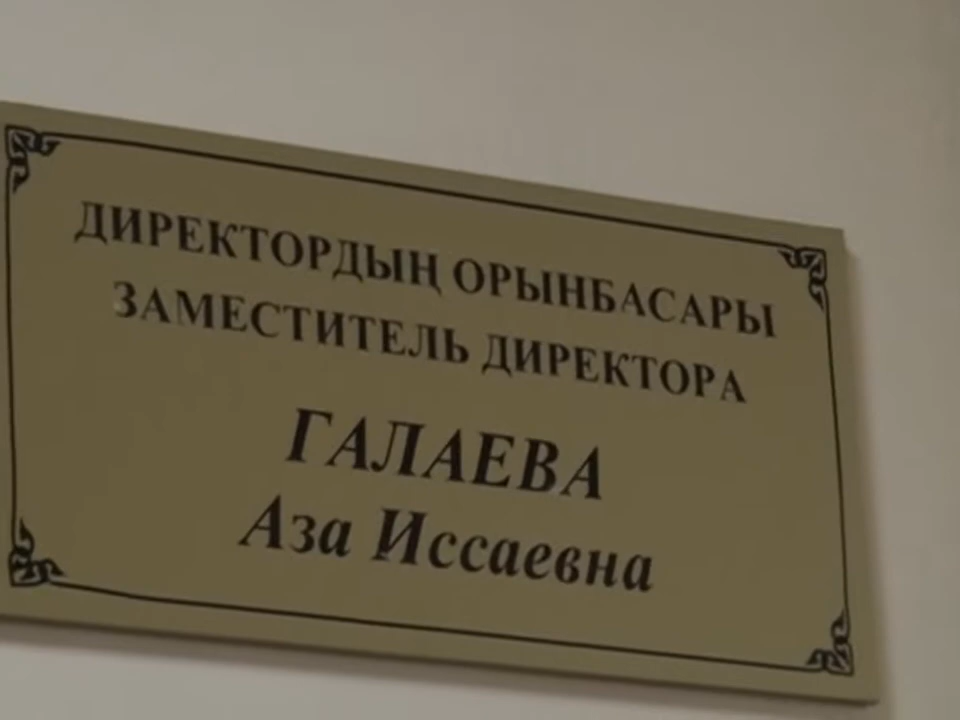 ДИРЕКТОРДЫҢ ОРЫНБАСАРЫ
ЗАМЕСТИТЕЛЬ ДИРЕКТОРА
ГАЛАЕВА
Аза Иссаевна